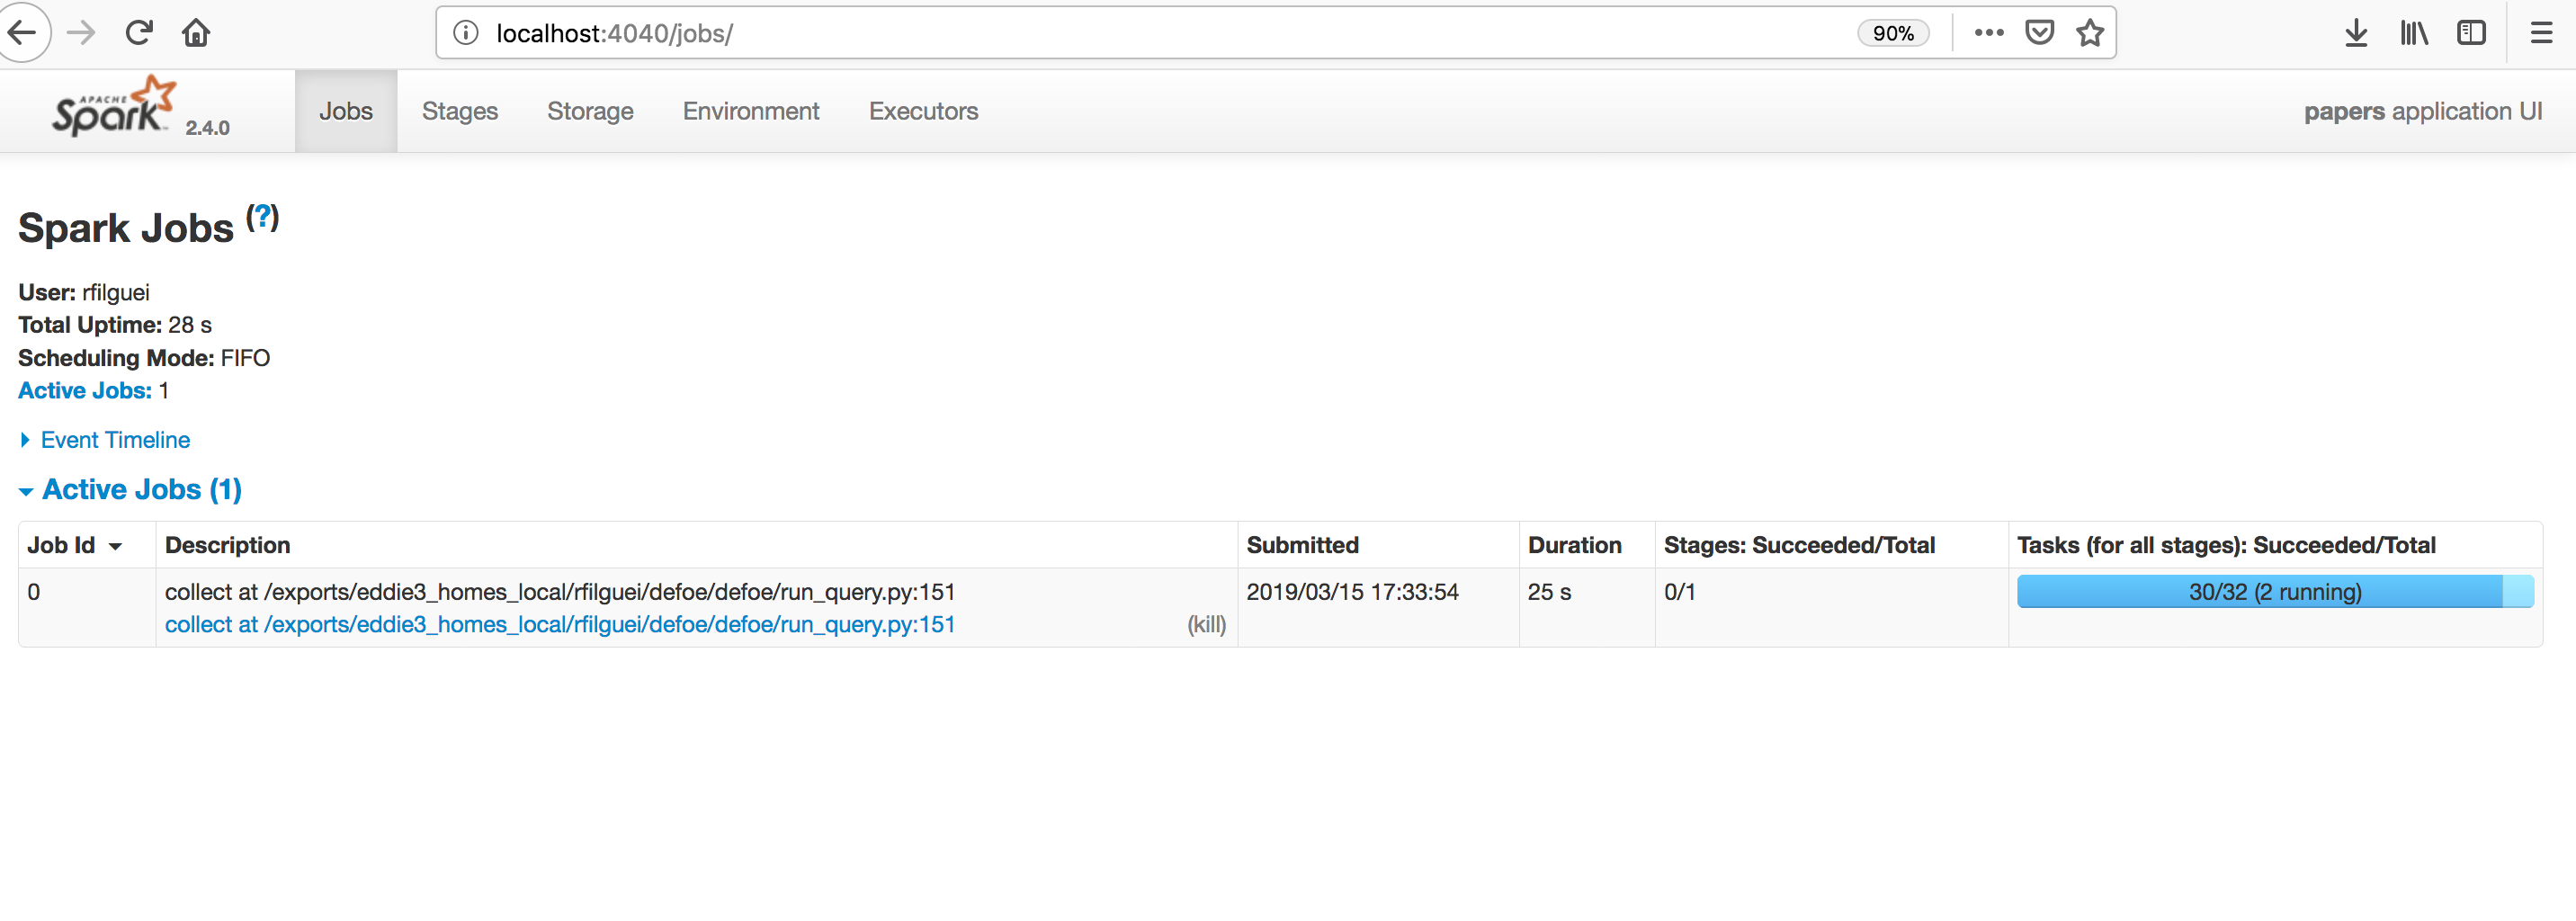 localhost:4040/jobs/ 90%
APACHE Spark 2.4.0 Jobs Stages Storage Environment Executors papers application UI
Spark Jobs (?)
User: rfilguei
Total Uptime: 28 s
Scheduling Mode: FIFO
Active Jobs: 1
Event Timeline
Active Jobs (1)
Job Id Description Submitted Duration Stages: Succeeded/Total Tasks (for all stages): Succeeded/Total
0 collect at /exports/eddie3_homes_local/rfilguei/defoe/defoe/run_query.py:151 2019/03/15 17:33:54 25 s 0/1 30/32 (2 running)
collect at /exports/eddie3_homes_local/rfilguei/defoe/defoe/run_query.py:151 (kill)